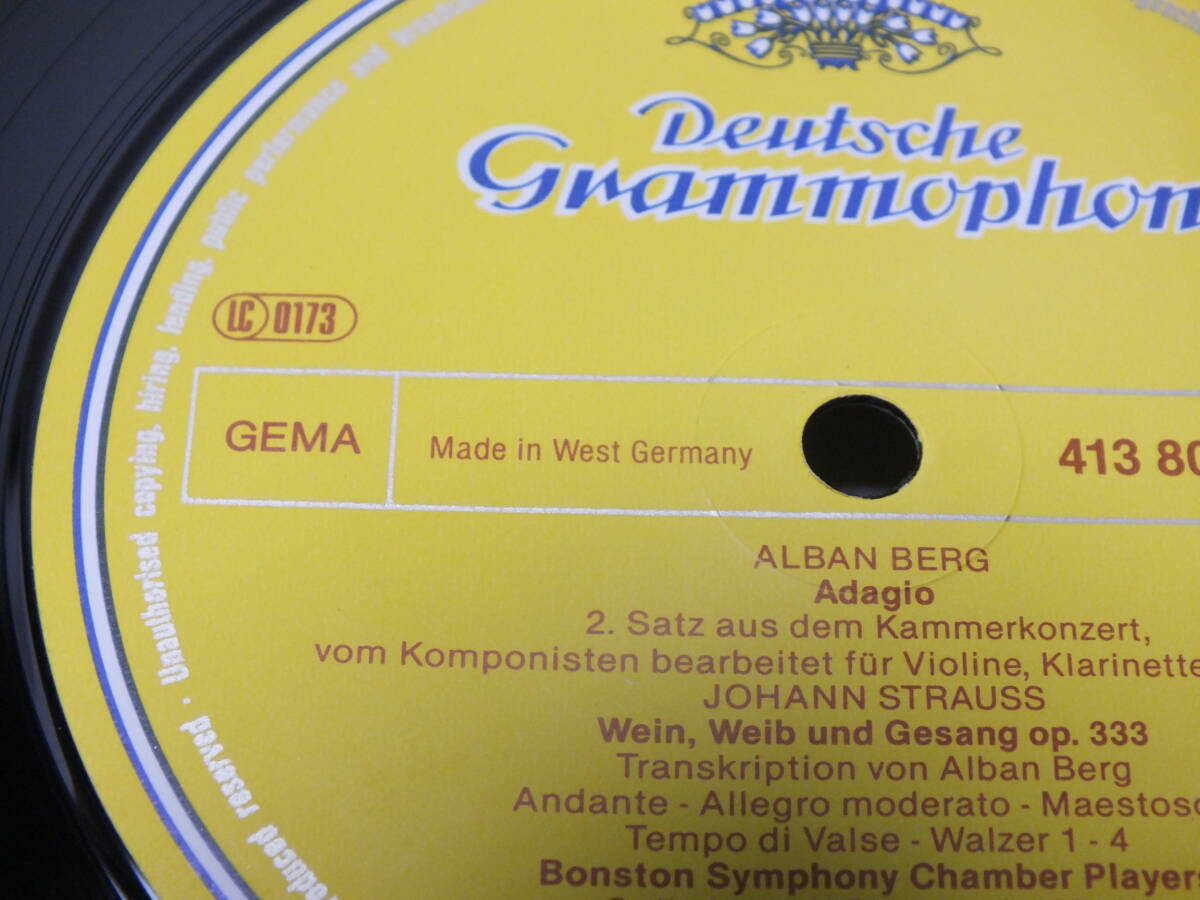 Deutsche
Grammophon
LC 0173
GEMA
Made in West Germany
413 80
ALBAN BERG
Adagio
2. Satz aus dem Kammerkonzert,
vom Komponisten bearbeitet für Violine, Klarinette
JOHANN STRAUSS
Wein, Weib und Gesang op. 333
Transkription von Alban Berg
Andante - Allegro moderato - Maestoso
Tempo di Valse - Walzer 1 - 4
Bonston Symphony Chamber Players
roduced reserved · Unauthorised copying, hiring, lending, public performance and